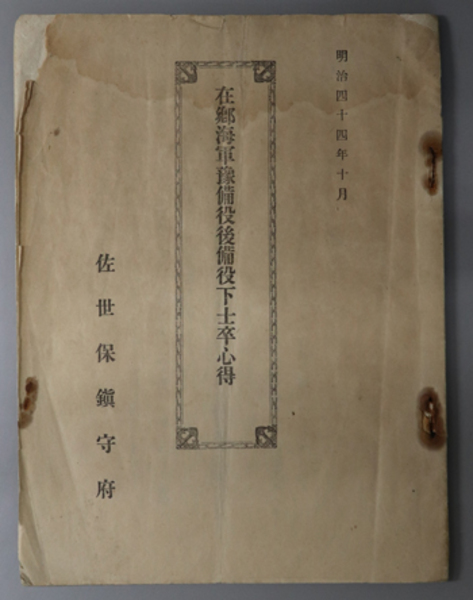 明治四十四年十月
在鄕海軍豫備役後備役下士卒心得
佐世保鎭守府